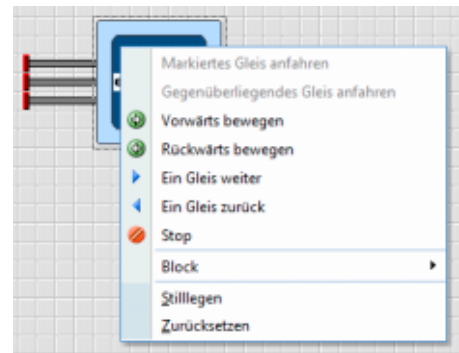 Markiertes Gleis anfahren
Gegenüberliegendes Gleis anfahren
Vorwärts bewegen
Rückwärts bewegen
Ein Gleis weiter
Ein Gleis zurück
Stop
Block
Stilllegen
Zurücksetzen